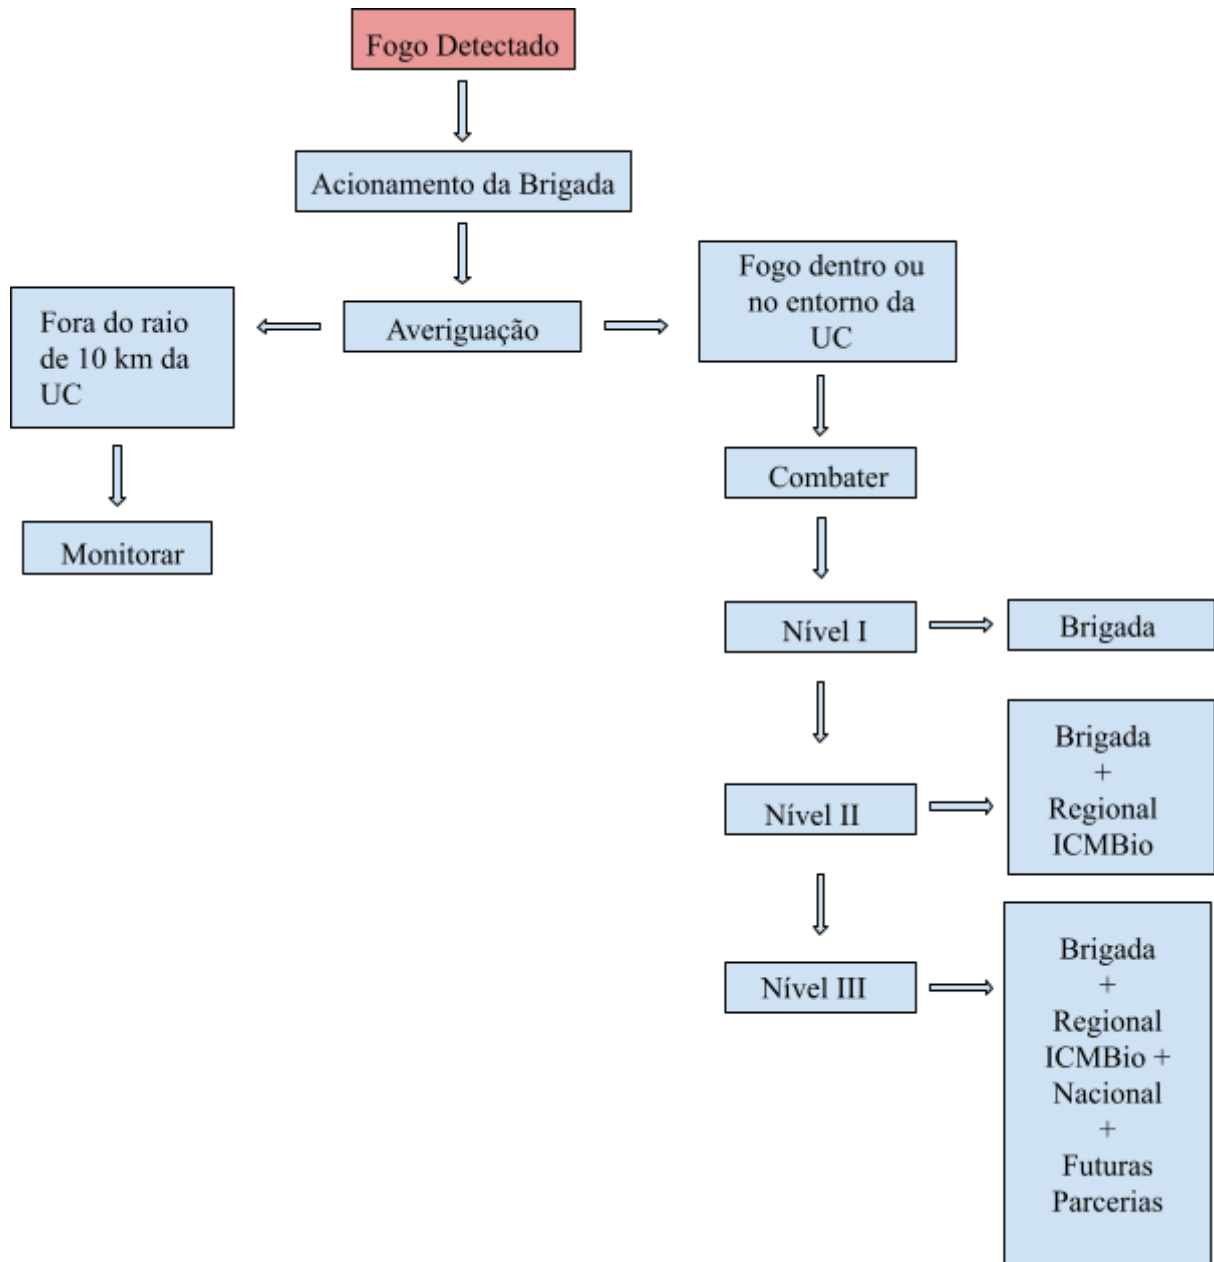 Fogo Detectado
Acionamento da Brigada
Fora do raio
de 10 km da
UC
Averiguação
Fogo dentro ou
no entorno da
UC
Monitorar
Combater
Nível I
Brigada
Nível II
Brigada
+
Regional
ICMBio
Nível III
Brigada
+
Regional
ICMBio +
Nacional
+
Futuras
Parcerias